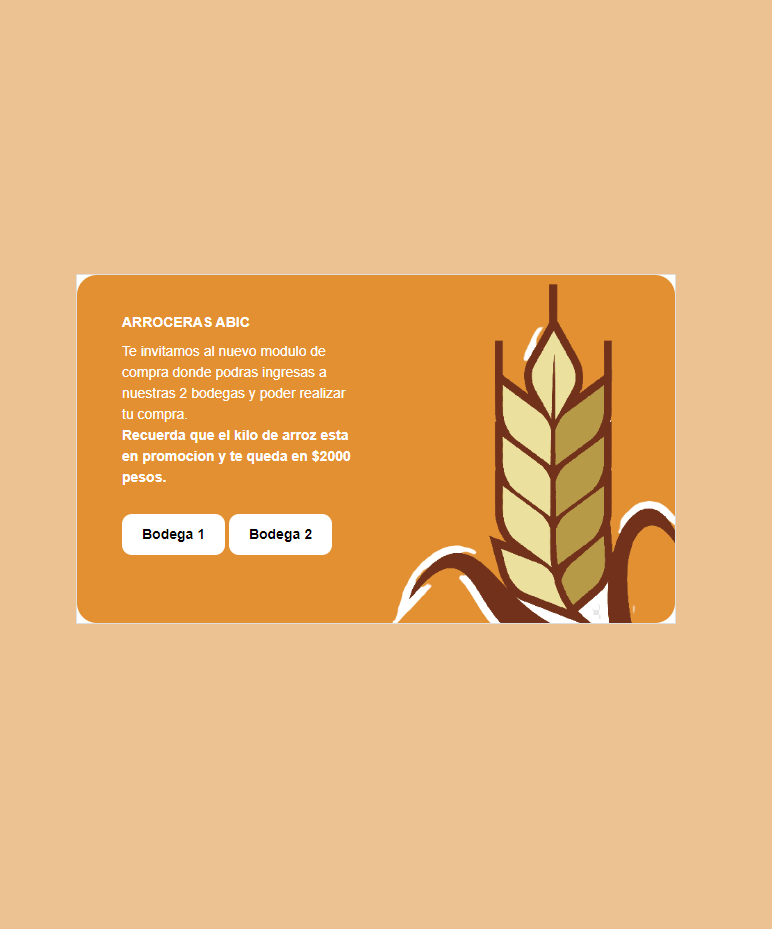 ARROCERAS ABIC
Te invitamos al nuevo modulo de
compra donde podras ingresas a
nuestras 2 bodegas y poder realizar
tu compra.
Recuerda que el kilo de arroz esta
en promocion y te queda en $2000
pesos.
Bodega 1
Bodega 2